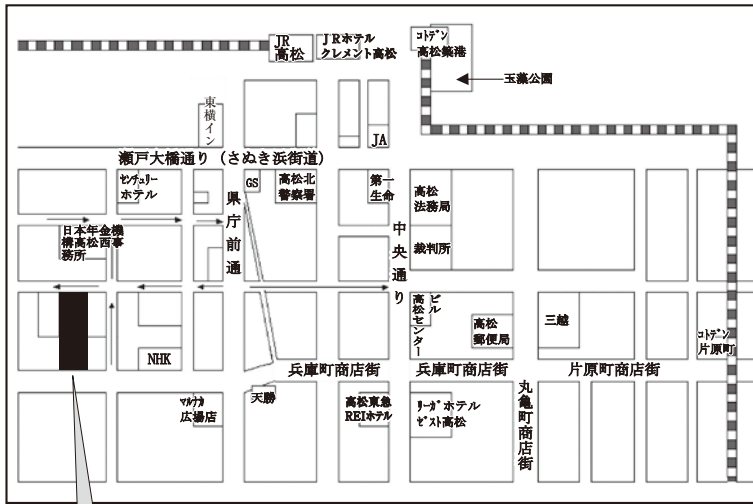 JR
高松
JRホテル
クレメント高松
コトデン
高松築港
玉藻公園
東横イン
JA
瀬戸大橋通り（さぬき浜街道）
センチュリー
ホテル
県庁前通
GS
高松北
警察署
第一
生命
中央通り
高松
法務局
裁判所
日本年金機
構高松西事
務所
NHK
高松センター
ビル
高松
郵便局
三越
コトデン
片原町
兵庫町商店街
兵庫町商店街
片原町商店街
マルナカ
広場店
天勝
高松東急
REIホテル
リーガホテル
ゼスト高松
丸亀町商店街